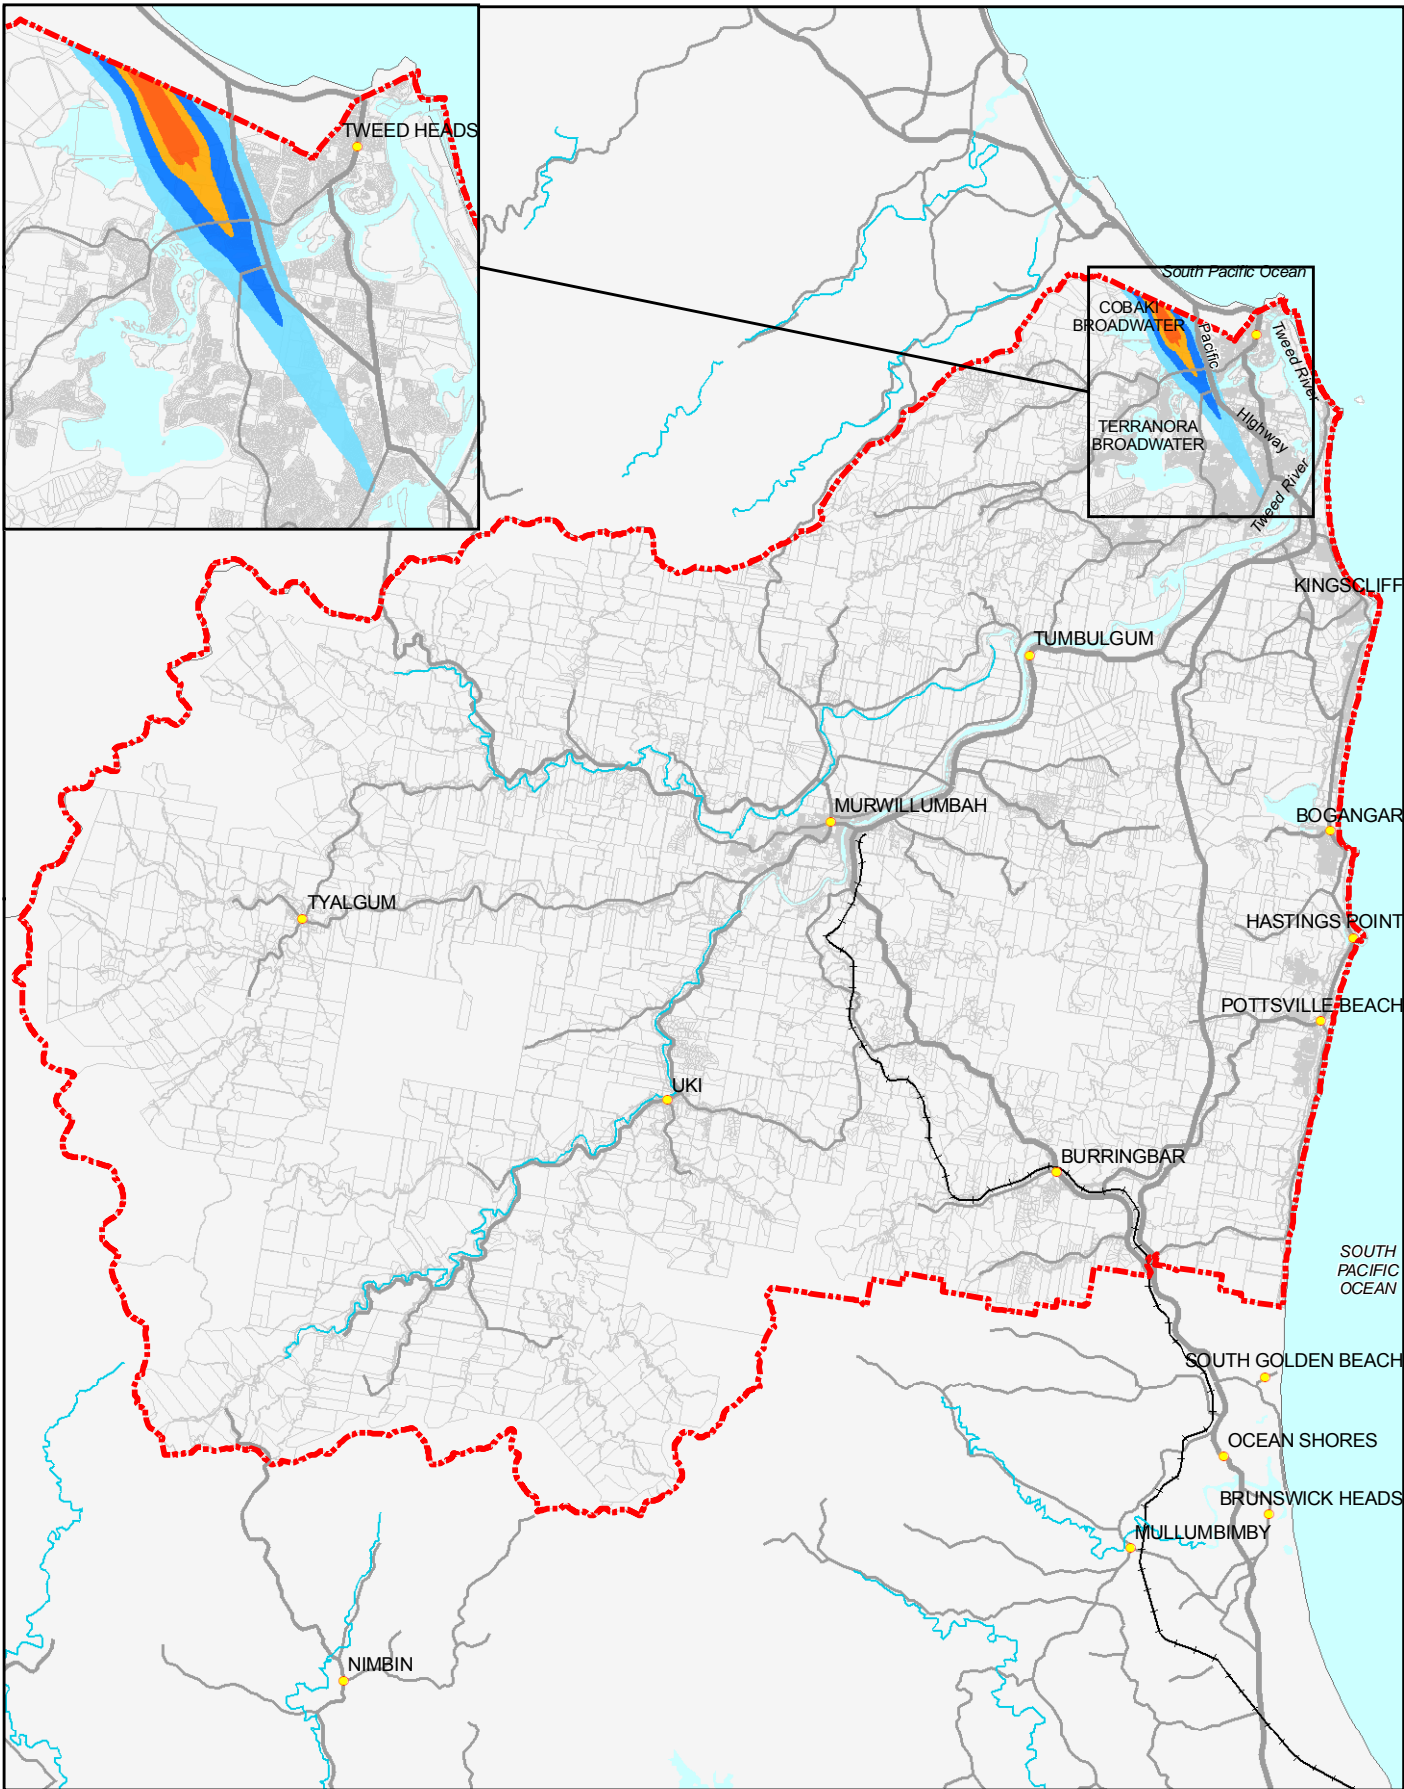 TWEED HEADS
South Pacific Ocean
COBAKI
BROADWATER
Pacific
Tweed River
Highway
TERRANORA
BROADWATER
Tweed River
KINGSCLIFF
TUMBULGUM
MURWILLUMBAH
BOGANGAR
TYALGUM
HASTINGS POINT
POTTSVILLE BEACH
UKI
BURRINGBAR
SOUTH
PACIFIC
OCEAN
SOUTH GOLDEN BEACH
OCEAN SHORES
BRUNSWICK HEADS
MULLUMBIMBY
NIMBIN